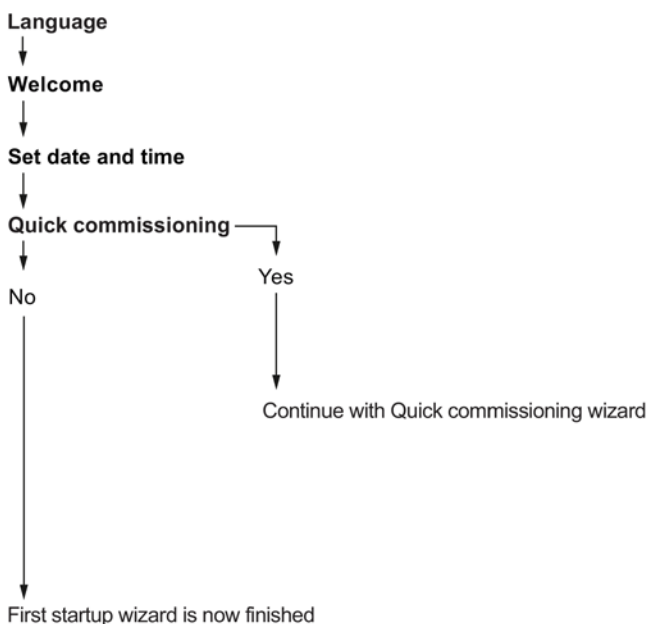 Language
Welcome
Set date and time
Quick commissioning
Yes
No
Continue with Quick commissioning wizard
First startup wizard is now finished